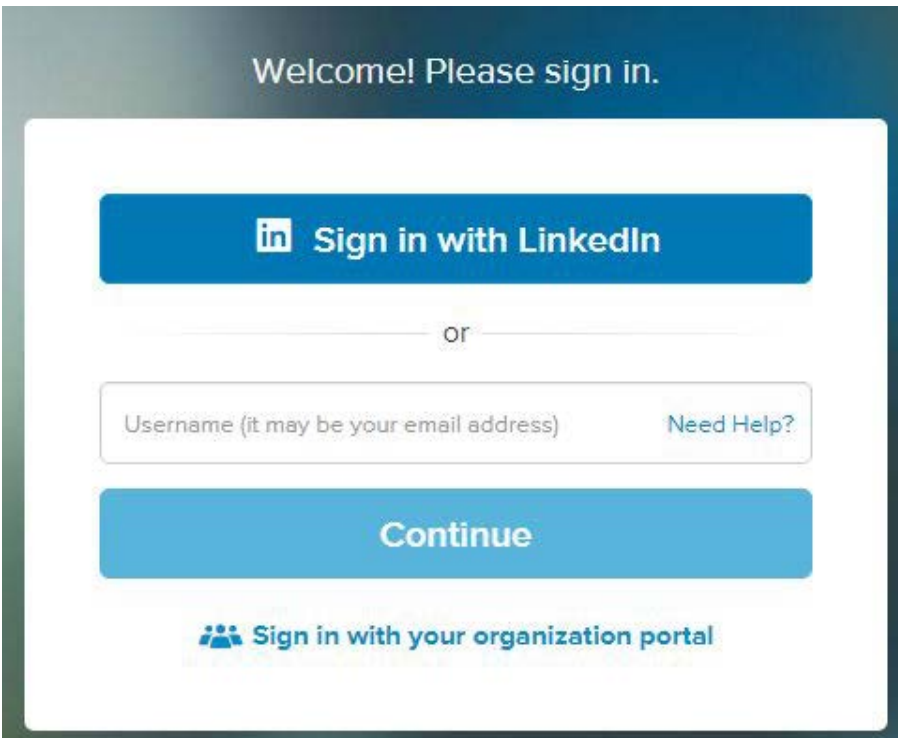 Welcome! Please sign in.
in Sign in with LinkedIn
or
Username (it may be your email address) Need Help?
Continue
Sign in with your organization portal